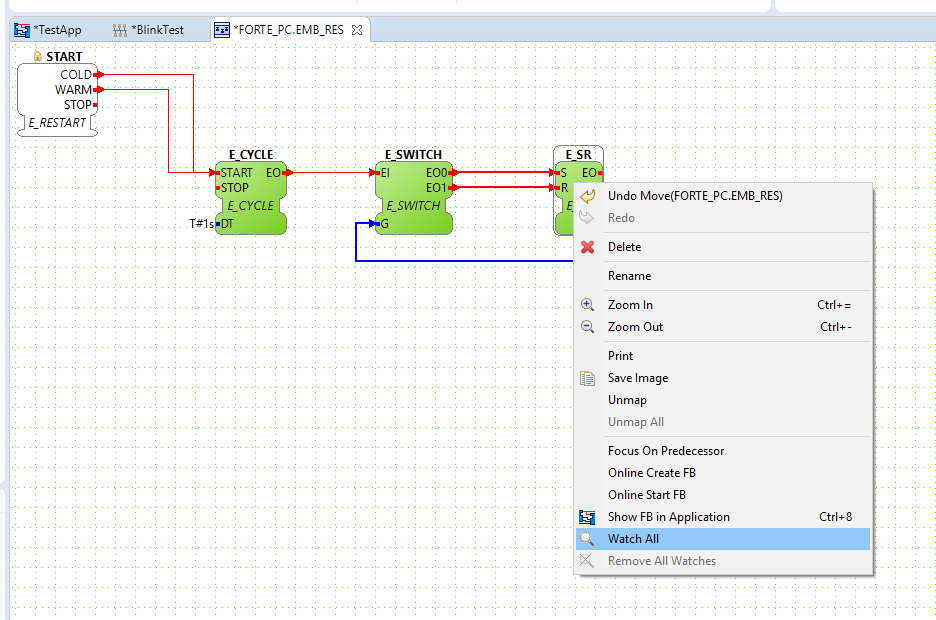 *TestApp *BlinkTest *FORTE_PC.EMB_RES
START
COLD
WARM
STOP
E_RESTART
E_CYCLE
START EO
STOP
E_CYCLE
T#1s DT
E_SWITCH
EI EO0
EO1
E_SWITCH
G
E_SR
S EO
R
Undo Move(FORTE_PC.EMB_RES)
Redo
Delete
Rename
Zoom In Ctrl+=
Zoom Out Ctrl+-
Print
Save Image
Unmap
Unmap All
Focus On Predecessor
Online Create FB
Online Start FB
Show FB in Application Ctrl+8
Watch All
Remove All Watches